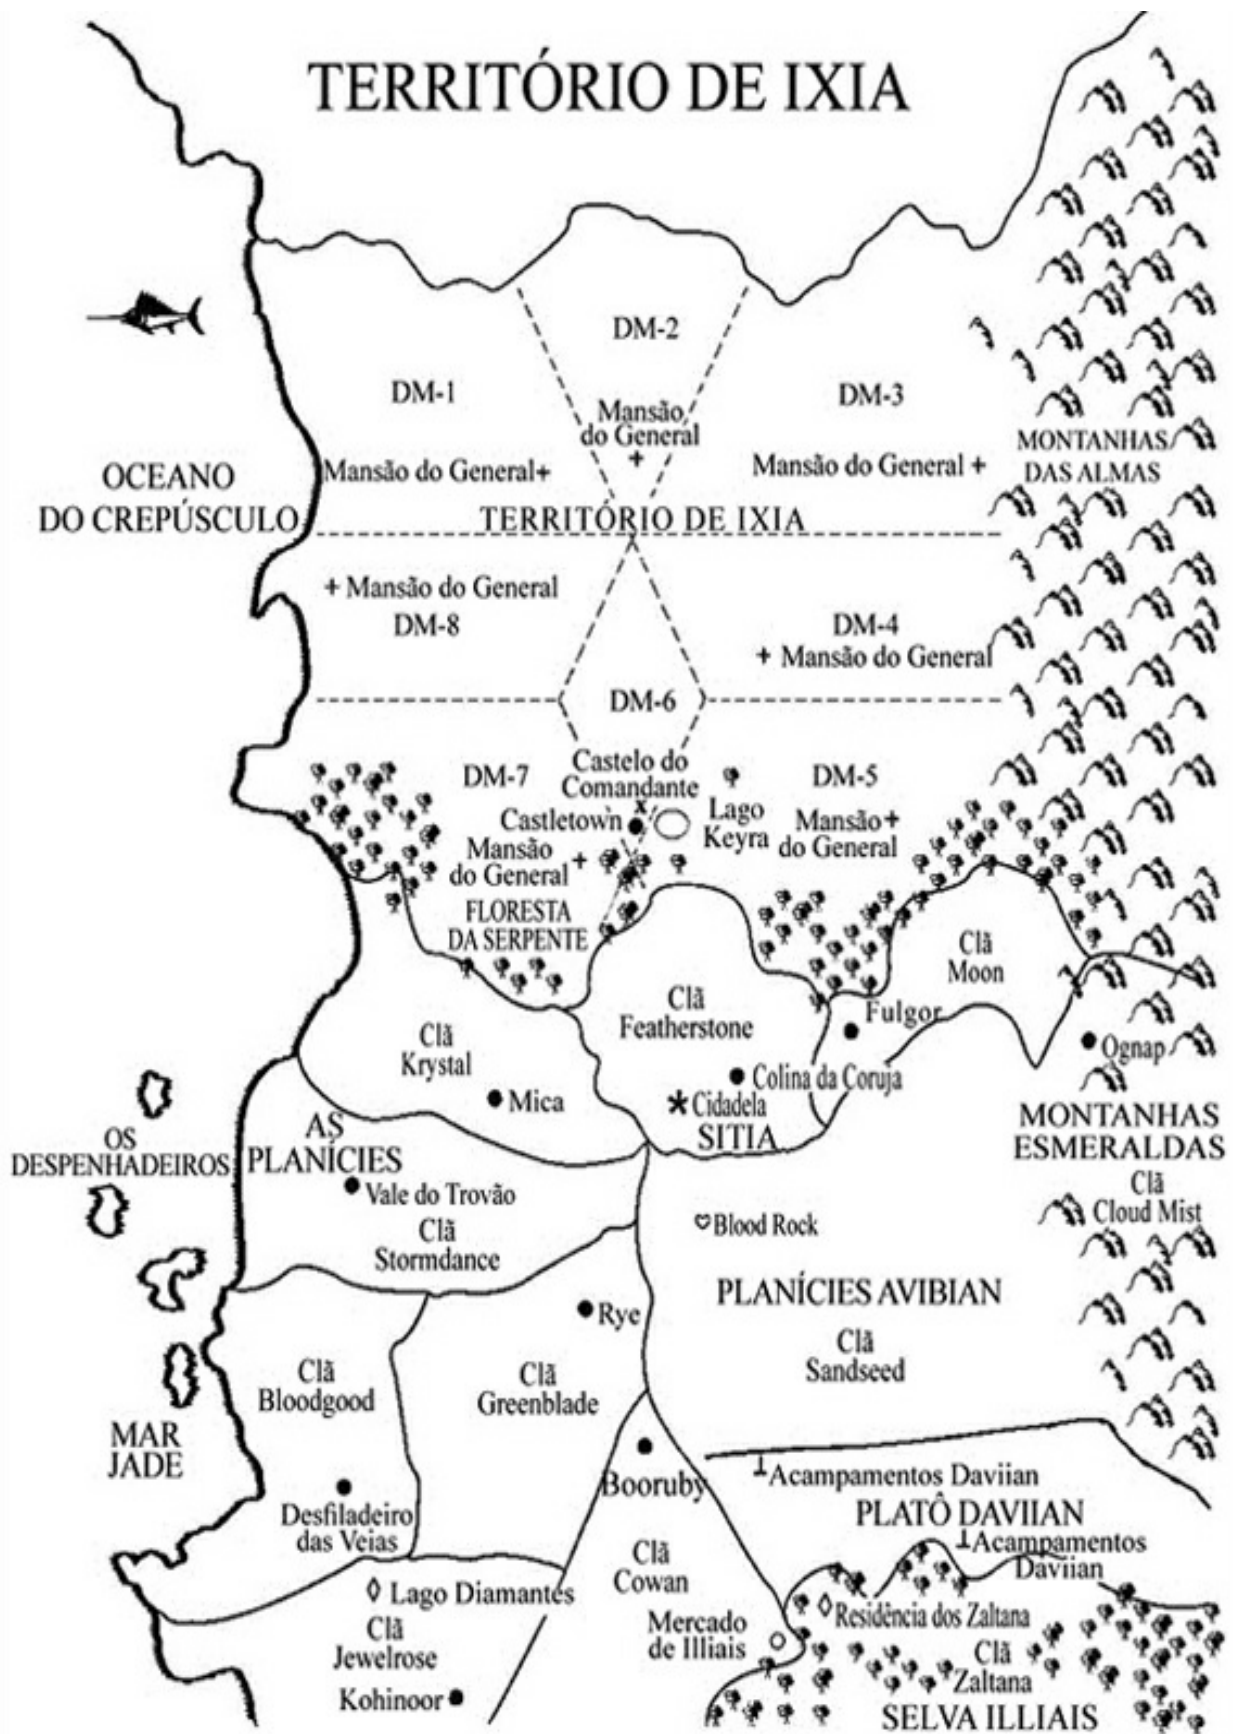 TERRITÓRIO DE IXIA
DM-2
DM-1
DM-3
Mansão
do General
MONTANHAS
DAS ALMAS
Mansão do General
Mansão do General
OCEANO
DO CREPÚSCULO
TERRITÓRIO DE IXIA
Mansão do General
DM-8
DM-4
Mansão do General
DM-6
Castelo do
Comandante
DM-7
DM-5
Castletown
Lago
Keyra
Mansão
do General
Mansão
do General
FLORESTA
DA SERPENTE
Clã
Moon
Clã
Featherstone
Fulgor
Clã
Krystal
Ognap
Colina da Coruja
Mica
Cidadela
SITIA
MONTANHAS
ESMERALDAS
OS
DESPENHADEIROS
AS
PLANÍCIES
Vale do Trovão
Clã
Cloud Mist
Clã
Stormdance
Blood Rock
PLANÍCIES AVIBIAN
Rye
Clã
Sandseed
Clã
Bloodgood
Clã
Greenblade
MAR
JADE
Booruby
Acampamentos Daviian
PLATÔ DAVIIAN
Desfiladeiro
das Veias
Acampamentos
Daviian
Clã
Cowan
Lago Diamantes
Residência dos Zaltana
Mercado
de Illiais
Clã
Jewelrose
Clã
Zaltana
Kohinoor
SELVA ILLIAIS